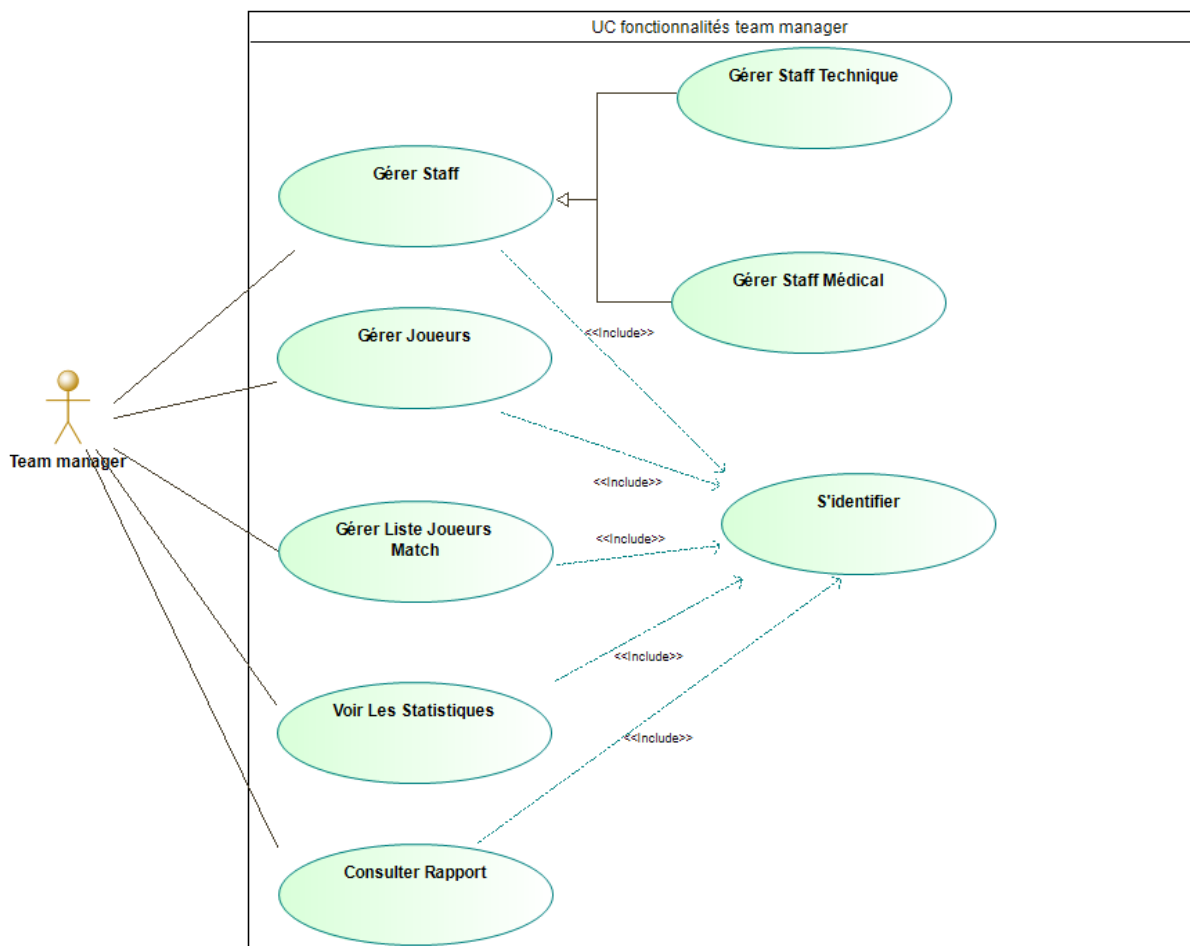 UC fonctionnalités team manager
Gérer Staff Technique
Gérer Staff
Gérer Staff Médical
<<Include>>
Gérer Joueurs
Team manager
<<Include>>
S'identifier
Gérer Liste Joueurs
Match
<<Include>>
<<Include>>
Voir Les Statistiques
<<Include>>
Consulter Rapport